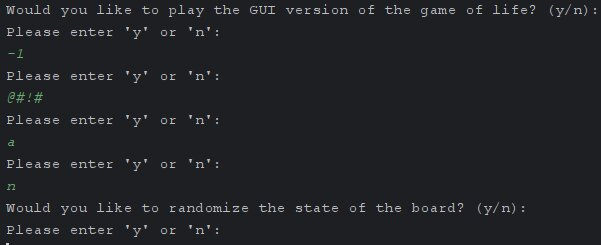 Would you like to play the GUI version of the game of life? (y/n):
Please enter 'y' or 'n':
-1
Please enter 'y' or 'n':
@#!#
Please enter 'y' or 'n':
a
Please enter 'y' or 'n':
n
Would you like to randomize the state of the board? (y/n):
Please enter 'y' or 'n':